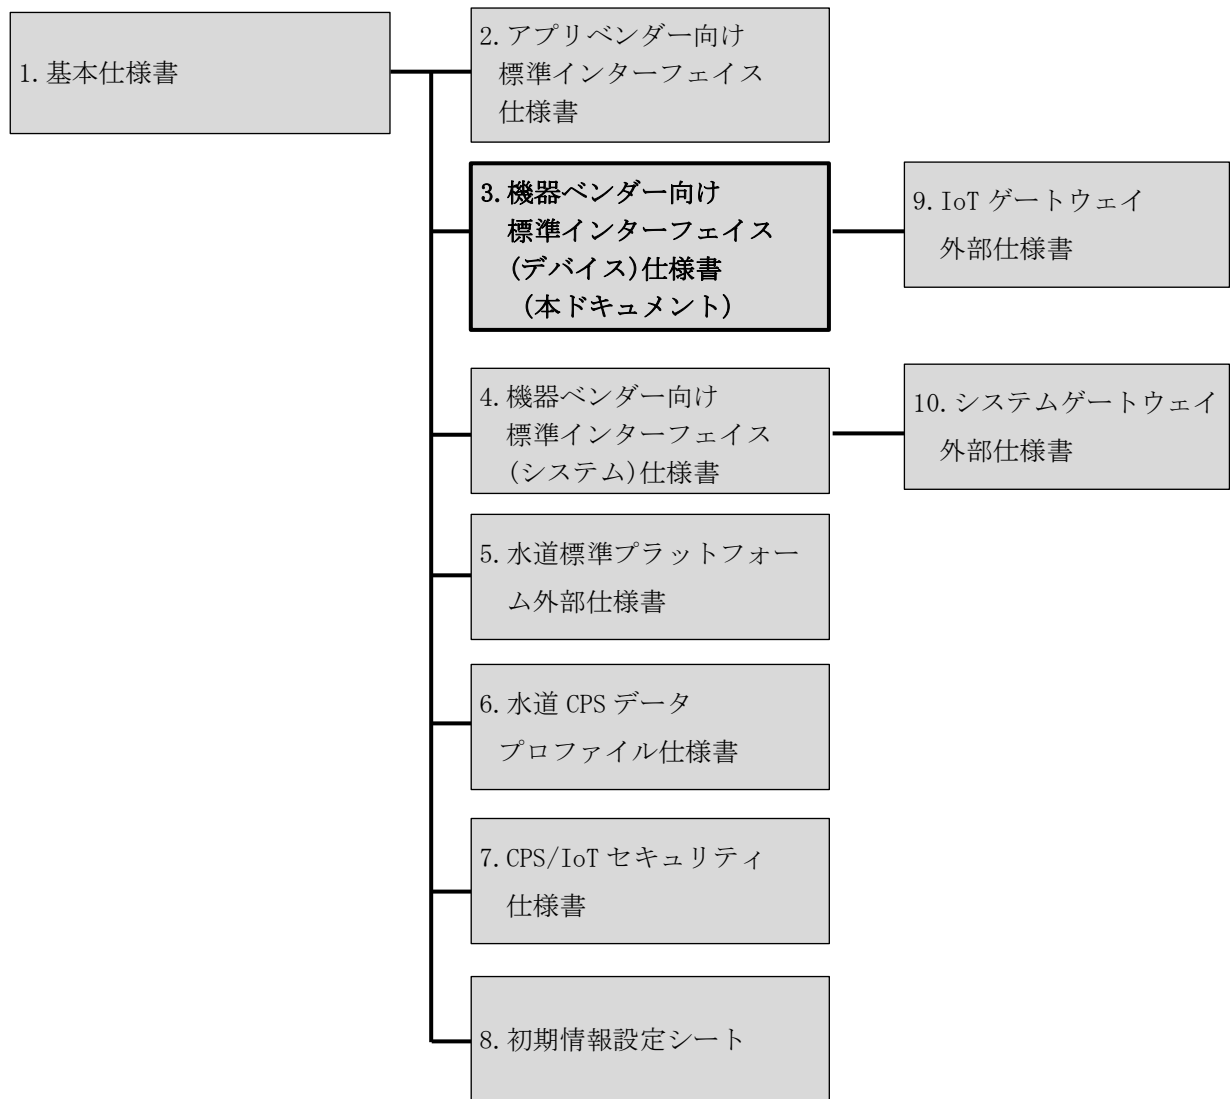 1. 基本仕様書
2. アプリベンダー向け
標準インターフェイス
仕様書
3. 機器ベンダー向け
標準インターフェイス
(デバイス)仕様書
(本ドキュメント)
9. IoT ゲートウェイ
外部仕様書
4. 機器ベンダー向け
標準インターフェイス
(システム)仕様書
10. システムゲートウェイ
外部仕様書
5. 水道標準プラットフォー
ム外部仕様書
6. 水道 CPS データ
プロファイル仕様書
7. CPS/IoT セキュリティ
仕様書
8. 初期情報設定シート